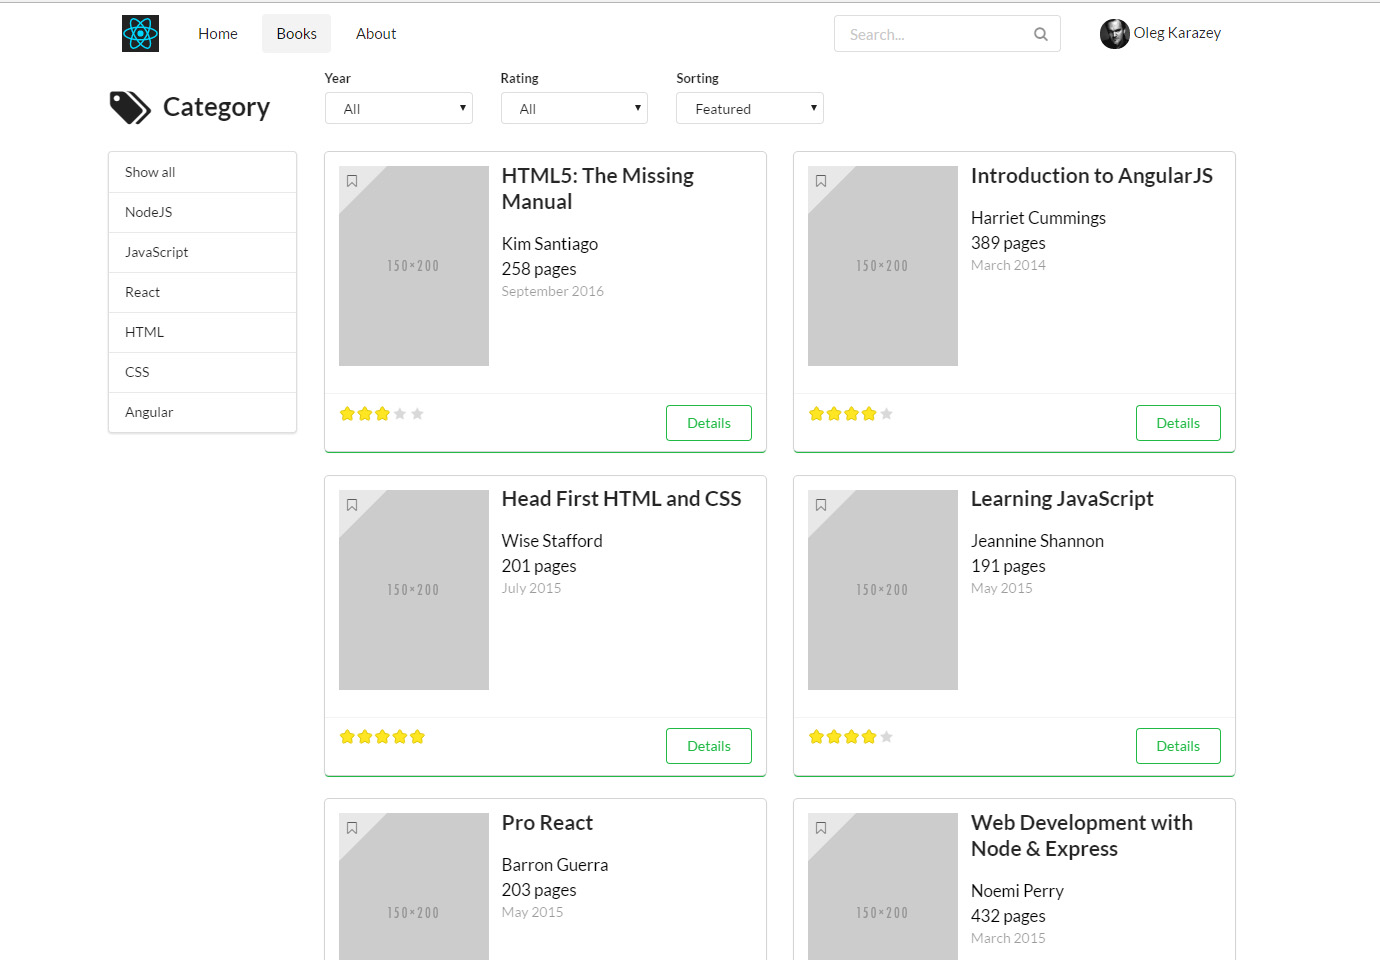 Home
Books
About
Search...
Oleg Karazey
Category
Year
All
Rating
All
Sorting
Featured
Show all
NodeJS
JavaScript
React
HTML
CSS
Angular
150×200
HTML5: The Missing
Manual
Kim Santiago
258 pages
September 2016
Details
150×200
Introduction to AngularJS
Harriet Cummings
389 pages
March 2014
Details
150×200
Head First HTML and CSS
Wise Stafford
201 pages
July 2015
Details
150×200
Learning JavaScript
Jeannine Shannon
191 pages
May 2015
Details
150×200
Pro React
Barron Guerra
203 pages
May 2015
150×200
Web Development with
Node & Express
Noemi Perry
432 pages
March 2015